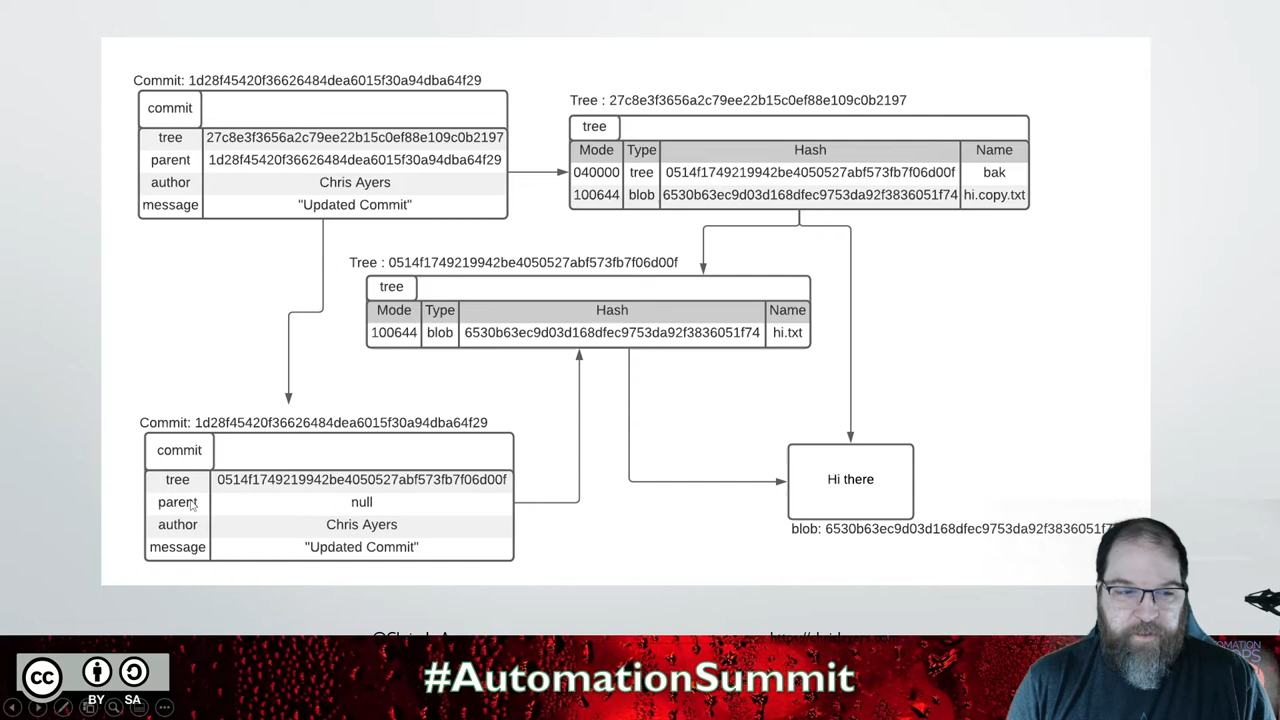 Commit: 1d28f45420f36626484dea6015f30a94dba64f29
commit
tree 27c8e3f3656a2c79ee22b15c0ef88e109c0b2197
parent 1d28f45420f36626484dea6015f30a94dba64f29
author Chris Ayers
message "Updated Commit"
Tree : 27c8e3f3656a2c79ee22b15c0ef88e109c0b2197
tree
Mode Type Hash Name
040000 tree 0514f1749219942be4050527abf573fb7f06d00f bak
100644 blob 6530b63ec9d03d168dfec9753da92f3836051f74 hi.copy.txt
Tree : 0514f1749219942be4050527abf573fb7f06d00f
tree
Mode Type Hash Name
100644 blob 6530b63ec9d03d168dfec9753da92f3836051f74 hi.txt
Commit: 1d28f45420f36626484dea6015f30a94dba64f29
commit
tree 0514f1749219942be4050527abf573fb7f06d00f
parent null
author Chris Ayers
message "Updated Commit"
Hi there
blob: 6530b63ec9d03d168dfec9753da92f3836051f7
#AutomationSummit
CC
BY SA